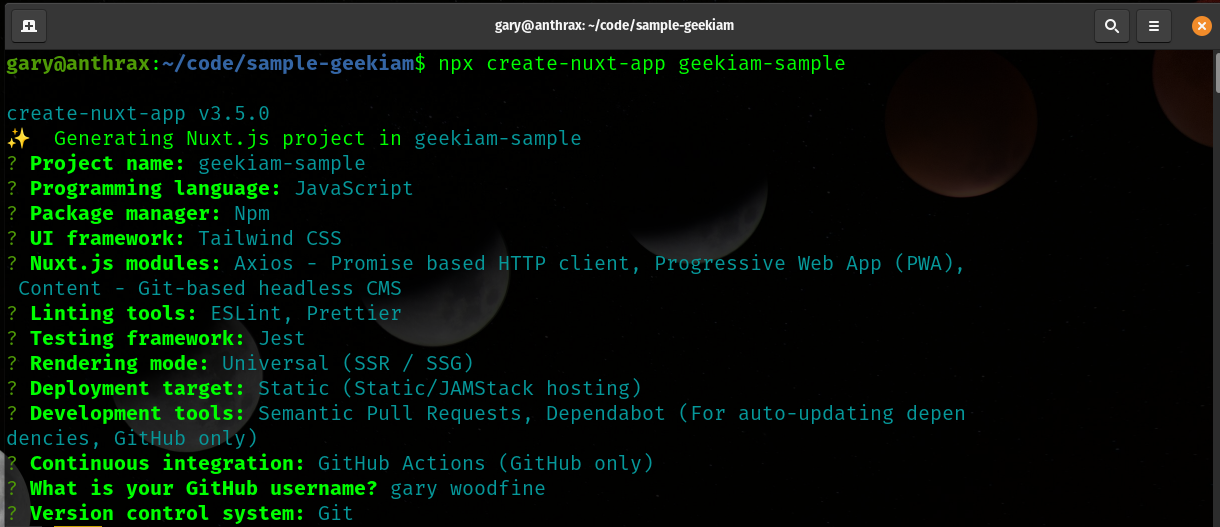 gary@anthrax: ~/code/sample-geekiam
gary@anthrax:~/code/sample-geekiam$ npx create-nuxt-app geekiam-sample
create-nuxt-app v3.5.0
✨  Generating Nuxt.js project in geekiam-sample
? Project name: geekiam-sample
? Programming language: JavaScript
? Package manager: Npm
? UI framework: Tailwind CSS
? Nuxt.js modules: Axios - Promise based HTTP client, Progressive Web App (PWA),
 Content - Git-based headless CMS
? Linting tools: ESLint, Prettier
? Testing framework: Jest
? Rendering mode: Universal (SSR / SSG)
? Deployment target: Static (Static/JAMStack hosting)
? Development tools: Semantic Pull Requests, Dependabot (For auto-updating depen
dencies, GitHub only)
? Continuous integration: GitHub Actions (GitHub only)
? What is your GitHub username? gary woodfine
? Version control system: Git